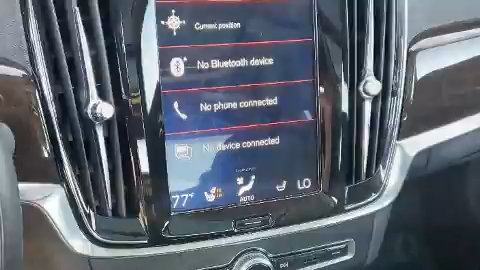 Current position
No Bluetooth device
No phone connected
No device connected
77°F
AUTO
LO